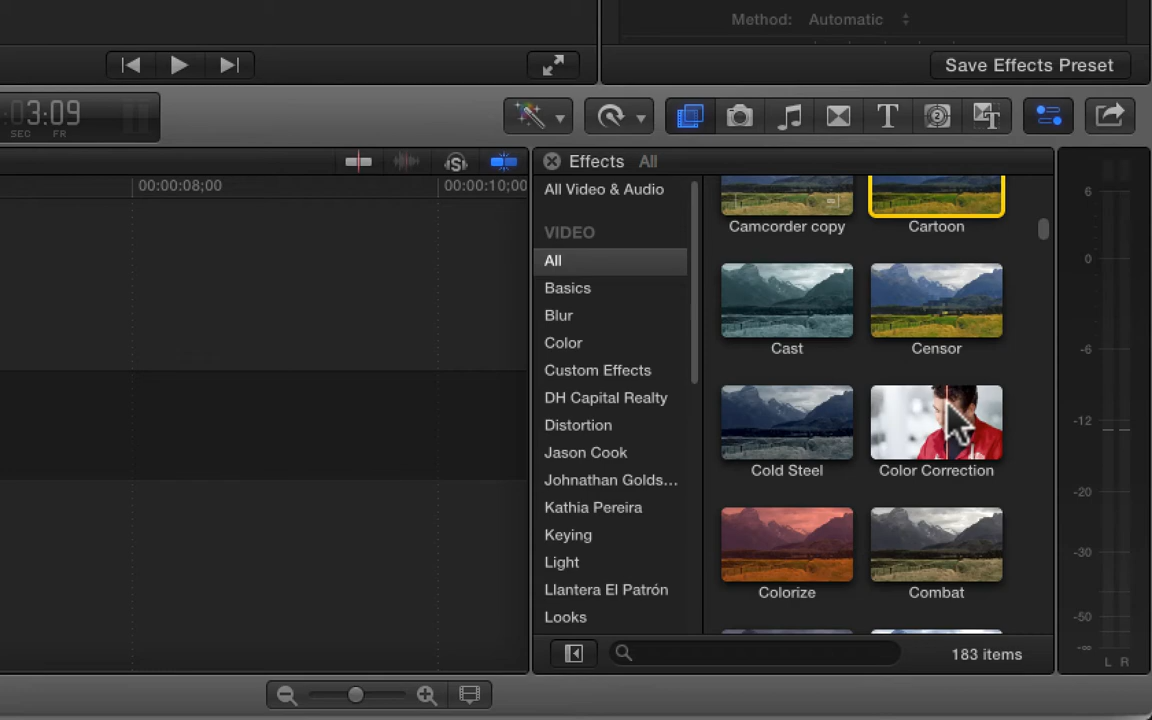 Method: Automatic
Save Effects Preset
3:09
SEC FR
Effects All
00:00:08;00
00:00:10;00
All Video & Audio
VIDEO
All
Basics
Blur
Color
Custom Effects
DH Capital Realty
Distortion
Jason Cook
Johnathan Golds...
Kathia Pereira
Keying
Light
Llantera El Patrón
Looks
Camcorder copy
Cartoon
Cast
Censor
Cold Steel
Color Correction
Colorize
Combat
183 items
6
0
-6
-12
-20
-30
-50
-∞
L R